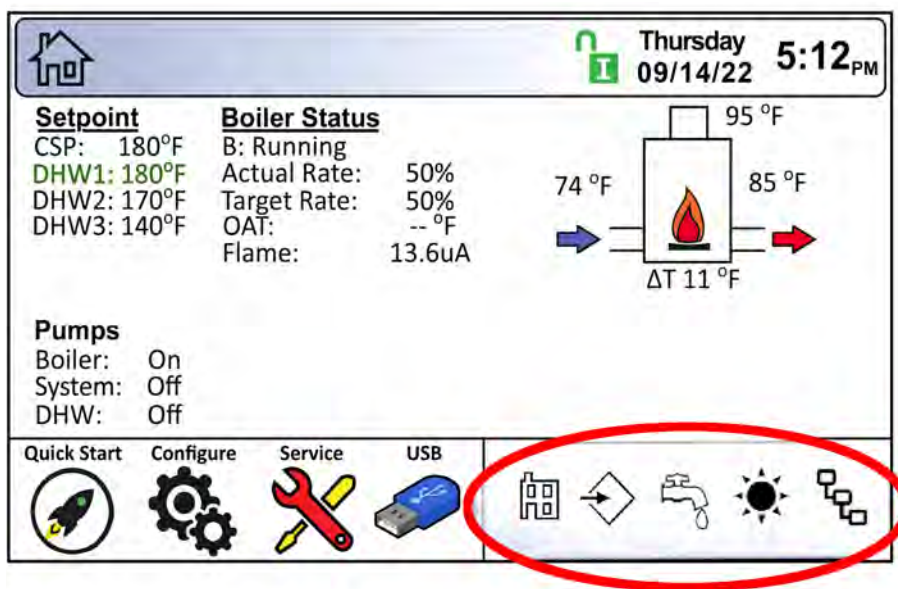 Thursday
09/14/22
5:12 PM
Setpoint
CSP: 180°F
DHW1: 180°F
DHW2: 170°F
DHW3: 140°F
Boiler Status
B: Running
Actual Rate: 50%
Target Rate: 50%
OAT: -- °F
Flame: 13.6uA
95 °F
74 °F
85 °F
ΔT 11 °F
Pumps
Boiler: On
System: Off
DHW: Off
Quick Start
Configure
Service
USB